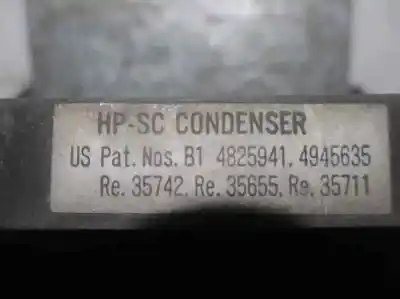 HP-SC CONDENSER
US Pat. Nos. B1 4825941, 4945635
Re. 35742, Re. 35655, Re. 35711